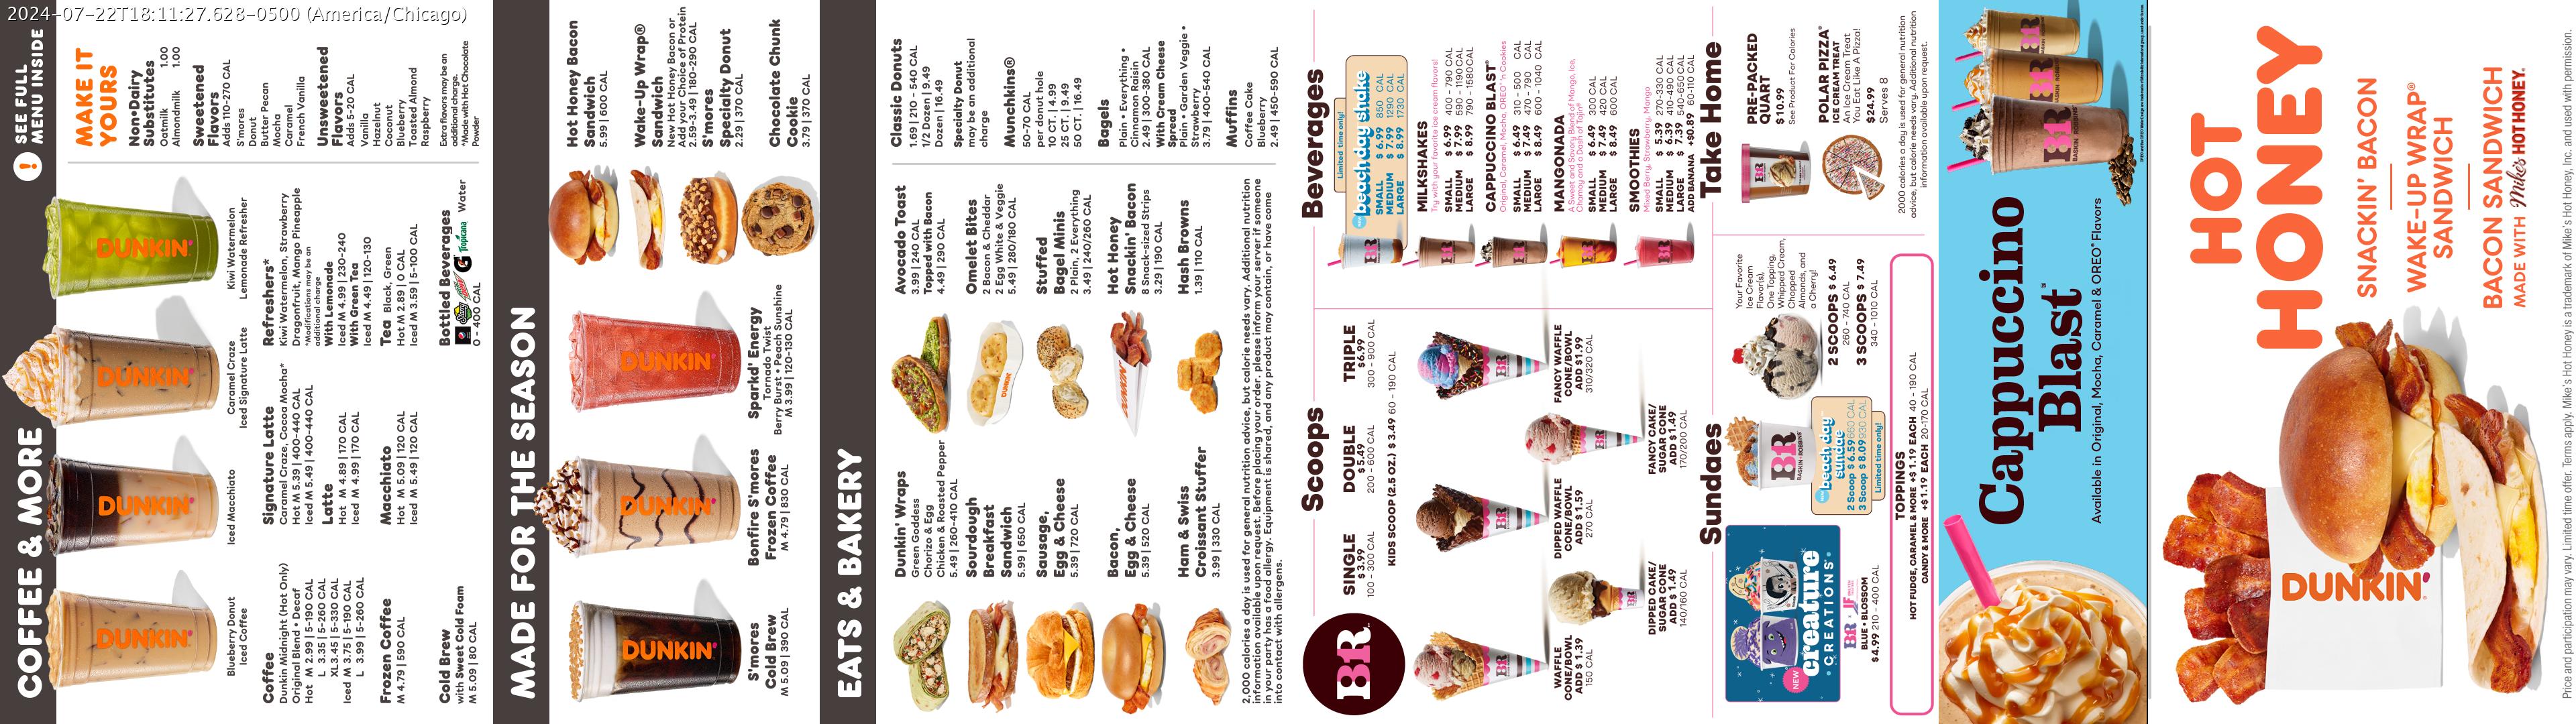 2024-07-22T18:11:27.628-0500 (America/Chicago)
COFFEE & MORE
! SEE FULL
MENU INSIDE
DUNKIN'
DUNKIN'
DUNKIN'
DUNKIN'
Blueberry Donut
Iced Coffee
Iced Macchiato
Caramel Craze
Iced Signature Latte
Kiwi Watermelon
Lemonade Refresher
Coffee
Dunkin Midnight (Hot Only)
Original Blend • Decaf
Hot M 2.99 | 5-190 CAL
L 3.35 | 5-260 CAL
XL 3.45 | 5-330 CAL
Iced M 3.75 | 5-190 CAL
L 3.99 | 5-260 CAL
Frozen Coffee
M 4.79 | 590 CAL
Cold Brew
with Sweet Cold Foam
M 5.09 | 80 CAL
Signature Latte
Caramel Craze, Cocoa Mocha*
Hot M 5.39 | 400-440 CAL
Iced M 5.49 | 400-440 CAL
Latte
Hot M 4.89 | 170 CAL
Iced M 4.99 | 170 CAL
Macchiato
Hot M 5.09 | 120 CAL
Iced M 5.49 | 120 CAL
Refreshers*
Kiwi Watermelon, Strawberry
Dragonfruit, Mango Pineapple
*Modifications may be an
additional charge
With Lemonade
Iced M 4.99 | 230-240
With Green Tea
Iced M 4.49 | 120-130
Tea Black, Green
Hot M 2.89 | 0 CAL
Iced M 3.59 | 5-100 CAL
Bottled Beverages
G Tropicana Water
0 - 400 CAL
MAKE IT
YOURS
Non•Dairy
Substitutes
Oatmilk 1.00
Almondmilk 1.00
Sweetened
Flavors
Adds 110-270 CAL
S'mores
Donut
Butter Pecan
Mocha
Caramel
French Vanilla
Unsweetened
Flavors
Adds 5-20 CAL
Vanilla
Hazelnut
Coconut
Blueberry
Toasted Almond
Raspberry
Extra flavors may be an
additional charge.
*Made with Hot Chocolate
Powder
MADE FOR THE SEASON
DUNKIN'
DUNKIN'
DUNKIN'
S'mores
Cold Brew
M 5.09 | 390 CAL
Bonfire S'mores
Frozen Coffee
M 4.79 | 830 CAL
Sparkd' Energy
Tornado Twist
Berry Burst • Peach Sunshine
M 3.99 | 120-130 CAL
Hot Honey Bacon
Sandwich
5.99 | 600 CAL
Wake-Up Wrap®
Sandwich
New Hot Honey Bacon or
Add your Choice of Protein
2.59-3.49 | 180-290 CAL
S'mores
Specialty Donut
2.29 | 370 CAL
Chocolate Chunk
Cookie
3.79 | 370 CAL
EATS & BAKERY
Dunkin' Wraps
Green Goddess
Chorizo & Egg
Chicken & Roasted Pepper
5.49 | 260-410 CAL
Sourdough
Breakfast
Sandwich
5.99 | 650 CAL
Sausage,
Egg & Cheese
5.39 | 720 CAL
Bacon,
Egg & Cheese
5.39 | 520 CAL
Ham & Swiss
Croissant Stuffer
3.99 | 330 CAL
DUNKIN'
DUNKIN'
Avocado Toast
3.99 | 240 CAL
Topped with Bacon
4.49 | 290 CAL
Omelet Bites
2 Bacon & Cheddar
2 Egg White & Veggie
5.49 | 280/180 CAL
Stuffed
Bagel Minis
2 Plain, 2 Everything
3.49 | 240/260 CAL
Hot Honey
Snackin' Bacon
8 Snack-sized Strips
3.29 | 190 CAL
Hash Browns
1.39 | 110 CAL
Classic Donuts
1.69 | 210 - 540 CAL
1/2 Dozen | 9.49
Dozen | 16.49
Specialty Donut
may be an additional
charge
Munchkins®
50-70 CAL
per donut hole
10 CT. | 4.99
25 CT. | 9.49
50 CT. | 16.49
Bagels
Plain • Everything •
Cinnamon Raisin
2.49 | 300-380 CAL
With Cream Cheese
Spread
Plain • Garden Veggie •
Strawberry
3.79 | 400-540 CAL
Muffins
Coffee Cake
Blueberry
2.49 | 450-590 CAL
2,000 calories a day is used for general nutrition advice, but calorie needs vary. Additional nutrition
information available upon request. Before placing your order, please inform your server if someone
in your party has a food allergy. Equipment is shared, and any product may contain, or have come
into contact with allergens.
BR
Scoops
SINGLE
$ 3.99
100 - 300 CAL
DOUBLE
$ 5.49
200 - 600 CAL
TRIPLE
$6.99
300 - 900 CAL
KIDS SCOOP (2.5 OZ.) $ 3.49 60 - 190 CAL
WAFFLE
CONE/BOWL
ADD $ 1.39
150 CAL
DIPPED CAKE/
SUGAR CONE
ADD $ 1.49
140/160 CAL
DIPPED WAFFLE
CONE/BOWL
ADD $ 1.59
270 CAL
FANCY CAKE/
SUGAR CONE
ADD $ 1.49
170/200 CAL
FANCY WAFFLE
CONE/BOWL
ADD $1.99
310/320 CAL
Beverages
Limited time only!
beach day shake
SMALL $ 6.99 850 CAL
MEDIUM $ 7.99 1290 CAL
LARGE $ 8.99 1730 CAL
MILKSHAKES
Try with your favorite ice cream flavors!
SMALL $ 6.99 400 - 790 CAL
MEDIUM $ 7.99 590 - 1190 CAL
LARGE $ 8.99 790 - 1580 CAL
CAPPUCCINO BLAST®
Original, Caramel, Mocha, OREO® 'n Cookies
SMALL $ 6.49 310 - 500 CAL
MEDIUM $ 7.49 470 - 790 CAL
LARGE $ 8.49 600 - 1040 CAL
MANGONADA
A Sweet and Savory Blend of Mango, Ice,
Chamoy and a Dash of Tajín®
SMALL $ 6.49 300 CAL
MEDIUM $ 7.49 420 CAL
LARGE $ 8.49 600 CAL
SMOOTHIES
Mixed Berry, Strawberry, Mango
SMALL $ 5.39 270-330 CAL
MEDIUM $ 6.39 410-490 CAL
LARGE $ 7.39 540-650 CAL
ADD BANANA +$0.89 60-110 CAL
Sundaes
NEW
creature
CREATIONS®
BR
BLUE • BLOSSOM
$4.99 210 - 400 CAL
BR
BASKIN-ROBBINS
beach day
sundae
2 Scoop $ 6.59 660 CAL
3 Scoop $ 8.09 930 CAL
Limited time only!
Your Favorite
Ice Cream
Flavor(s),
One Topping,
Whipped Cream,
Chopped
Almonds, and
a Cherry!
2 SCOOPS $ 6.49
260 - 740 CAL
3 SCOOPS $ 7.49
340 - 1010 CAL
TOPPINGS
HOT FUDGE, CARAMEL & MORE +$ 1.19 EACH 40 - 190 CAL
CANDY & MORE +$ 1.19 EACH 20-170 CAL
Take Home
PRE-PACKED
QUART
$10.99
See Product For Calories
POLAR PIZZA®
ICE CREAM TREAT
An Ice Cream Treat
You Eat Like A Pizza!
$24.99
Serves 8
2000 calories a day is used for general nutrition
advice, but calorie needs vary. Additional nutrition
information available upon request.
Cappuccino
Blast®
Available in Original, Mocha, Caramel & OREO® Flavors
BR
BASKIN ROBBINS
HOT
HONEY
SNACKIN' BACON
WAKE-UP WRAP®
SANDWICH
BACON SANDWICH
MADE WITH Mike's HOT HONEY.
DUNKIN'
Price and participation may vary. Limited time offer. Terms apply. Mike's Hot Honey is a trademark of Mike's Hot Honey, Inc. and used with permission.